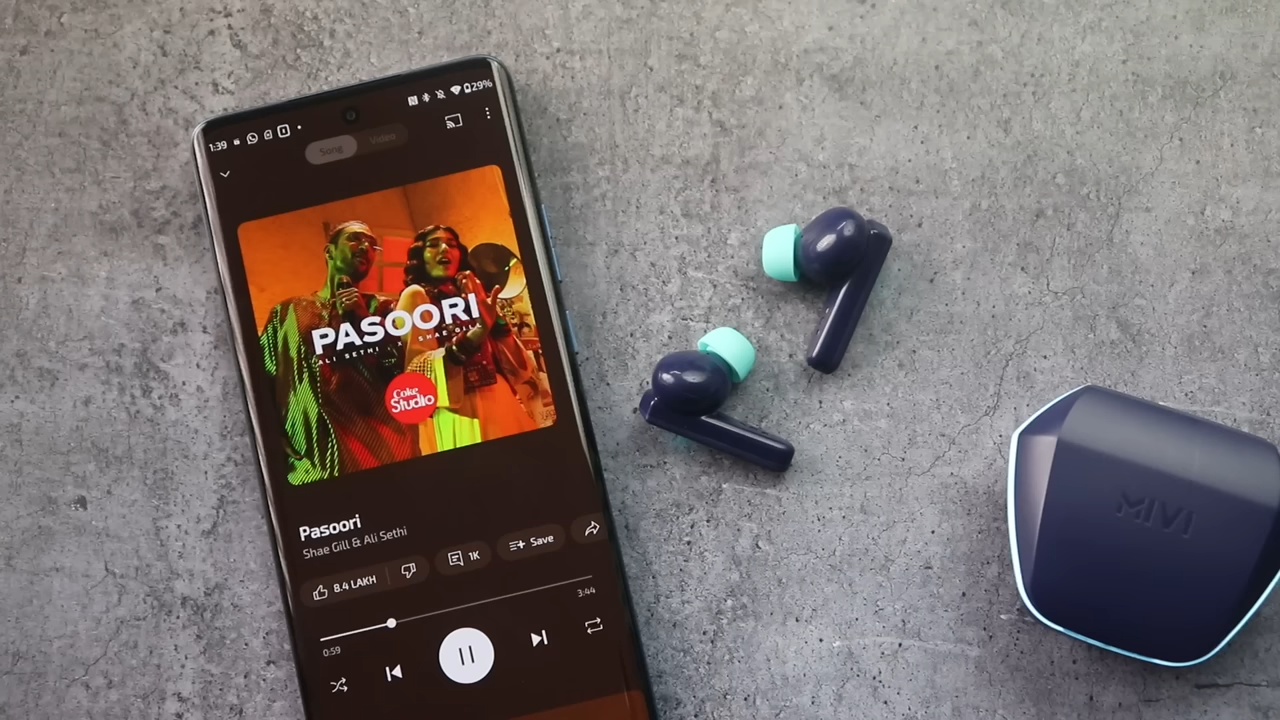 1:39
29%
Song Video
PASOORI
ALI SETHI X SHAE GILL
Coke
Studio
Pasoori
Shae Gill & Ali Sethi
8.4 LAKH
1K
Save
0:59
3:44
MIVI